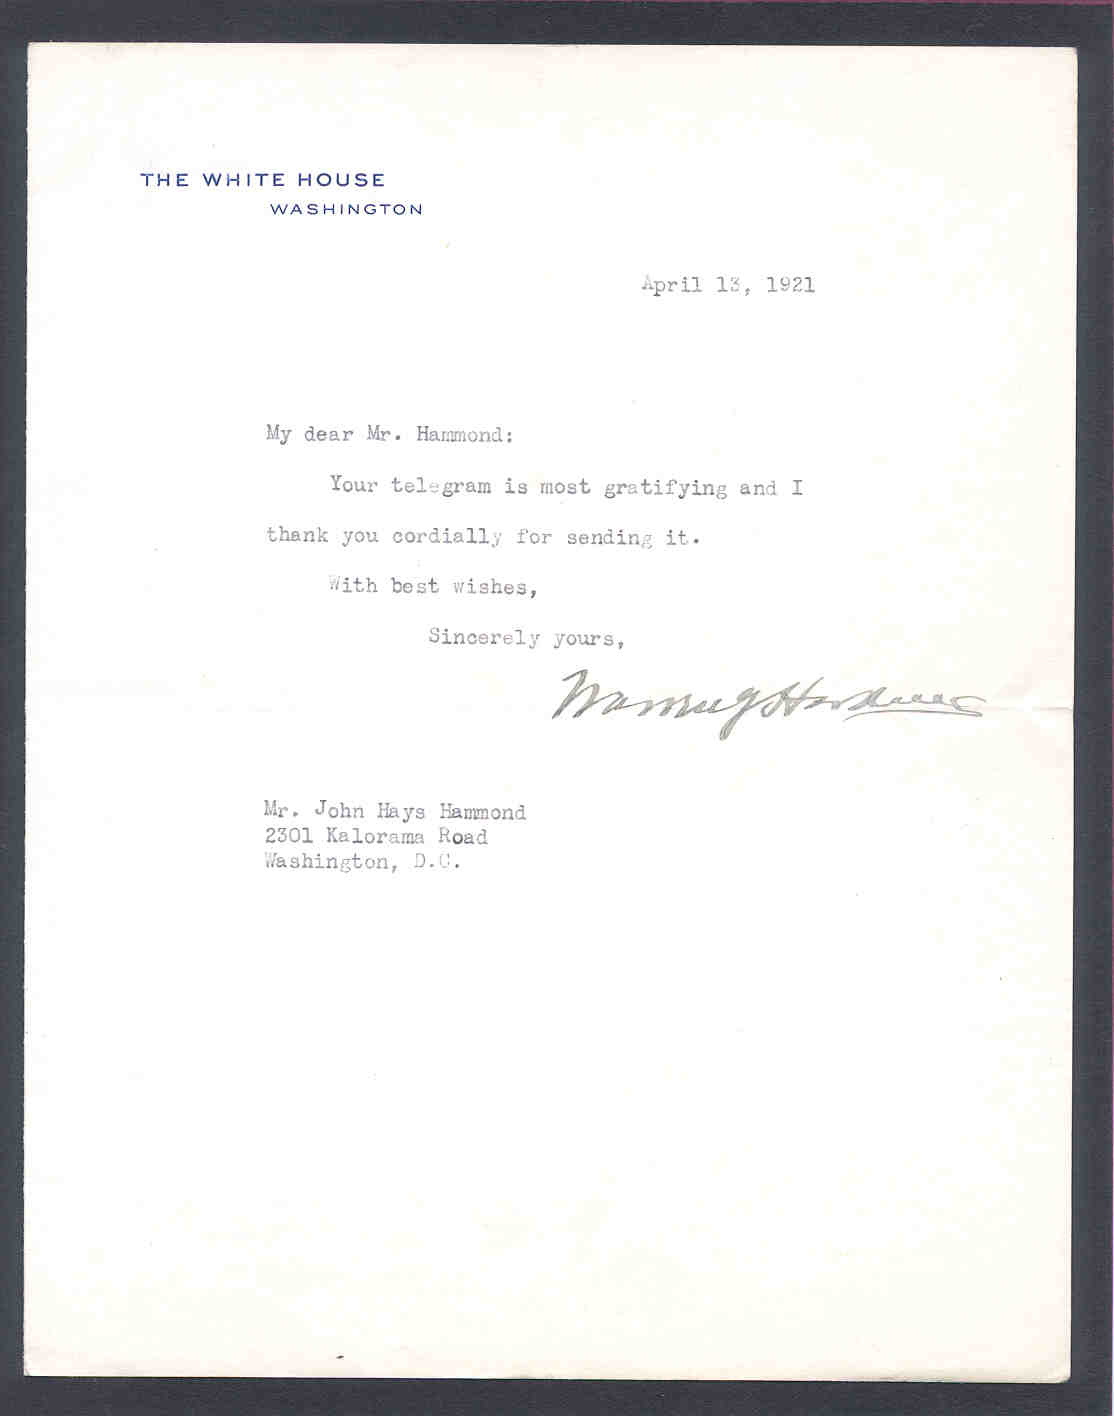 THE WHITE HOUSE
WASHINGTON
April 13, 1921
My dear Mr. Hammond:
Your telegram is most gratifying and I
thank you cordially for sending it.
With best wishes,
Sincerely yours,
Warren G Harding
Mr. John Hays Hammond
2301 Kalorama Road
Washington, D.C.